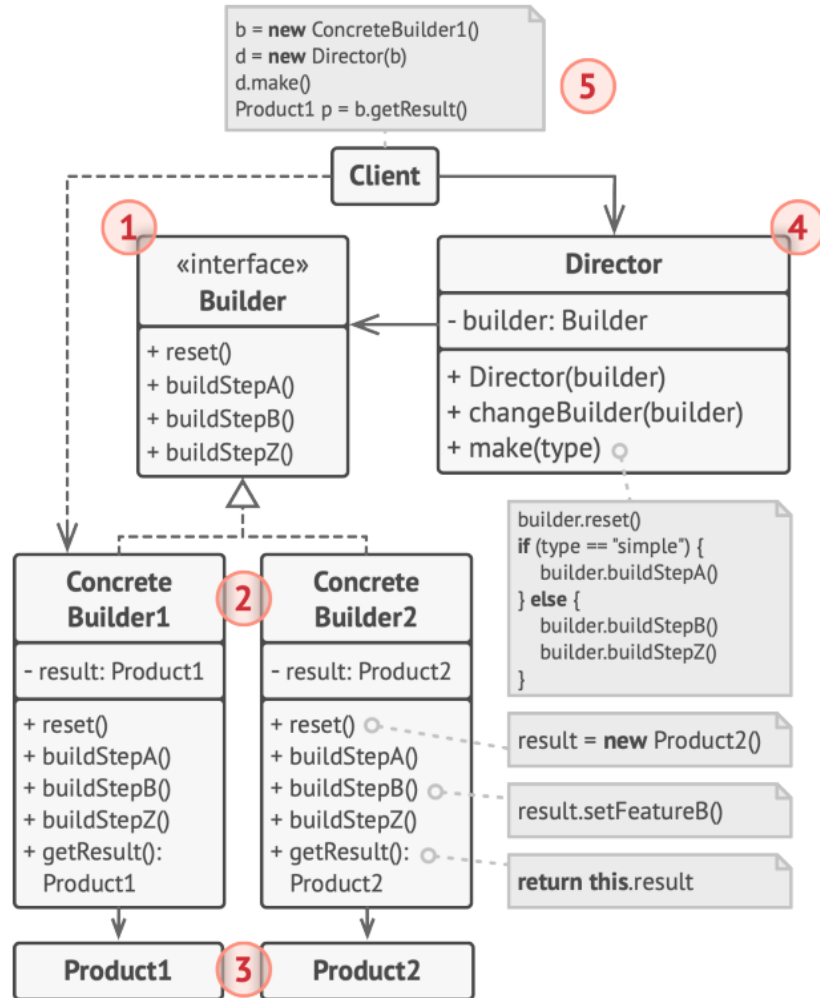 b = new ConcreteBuilder1()
d = new Director(b)
d.make()
Product1 p = b.getResult()
5
Client
1
«interface»
Builder
+ reset()
+ buildStepA()
+ buildStepB()
+ buildStepZ()
4
Director
- builder: Builder
+ Director(builder)
+ changeBuilder(builder)
+ make(type)
builder.reset()
if (type == "simple") {
builder.buildStepA()
} else {
builder.buildStepB()
builder.buildStepZ()
}
Concrete
Builder1
- result: Product1
+ reset()
+ buildStepA()
+ buildStepB()
+ buildStepZ()
+ getResult():
Product1
2
Concrete
Builder2
- result: Product2
+ reset()
+ buildStepA()
+ buildStepB()
+ buildStepZ()
+ getResult():
Product2
result = new Product2()
result.setFeatureB()
return this.result
Product1
3
Product2